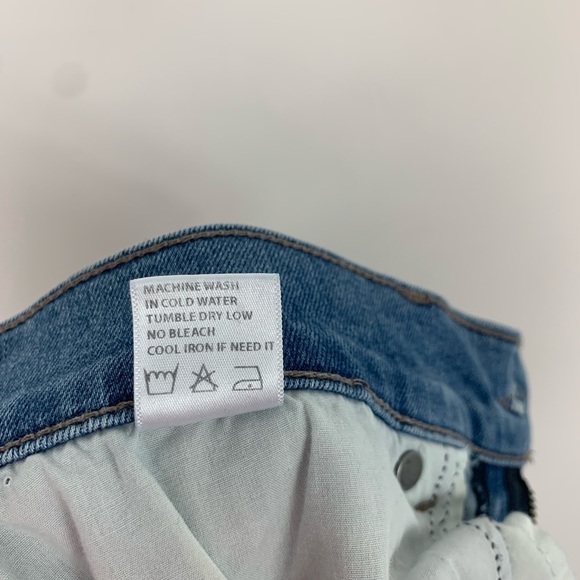 MACHINE WASH
IN COLD WATER
TUMBLE DRY LOW
NO BLEACH
COOL IRON IF NEED IT